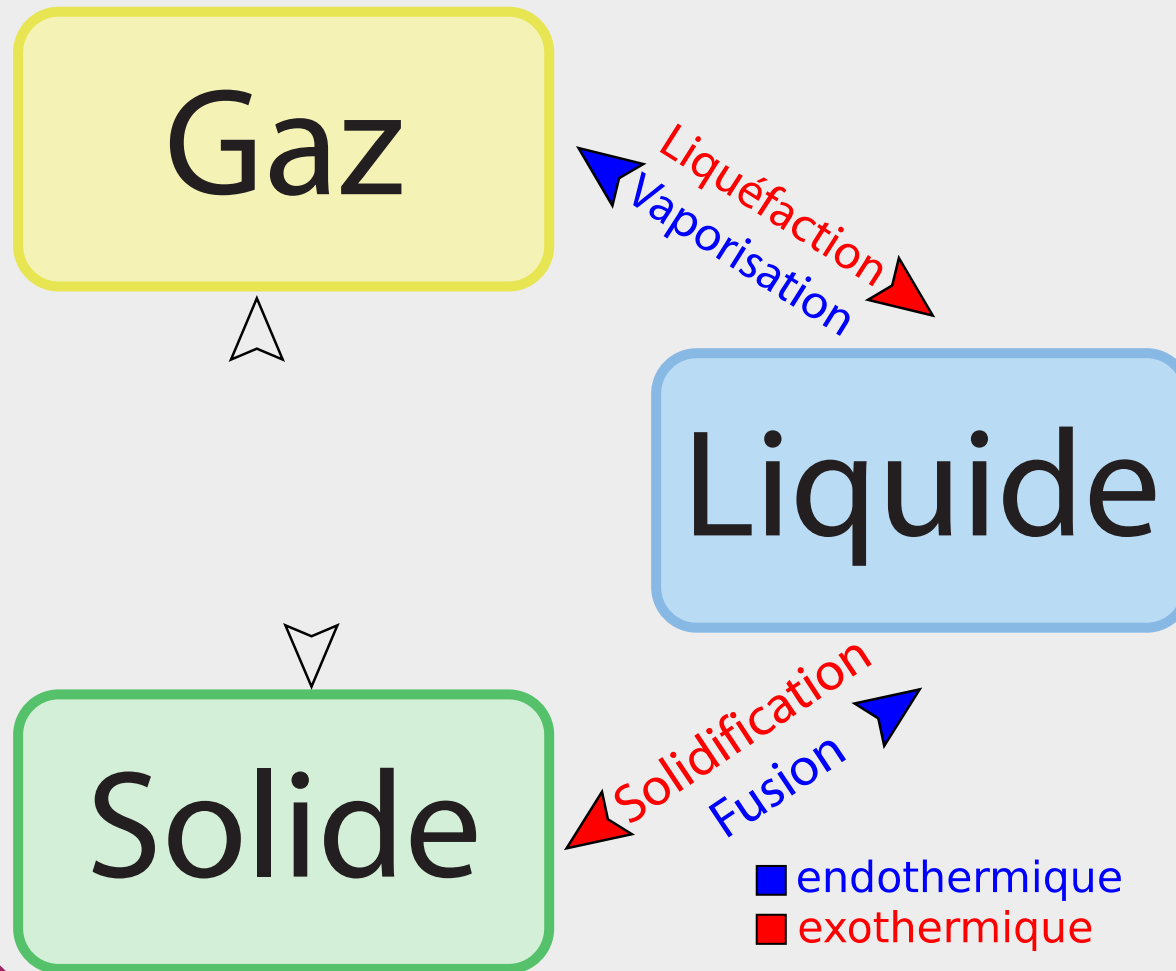 Gaz
Liquéfaction
Vaporisation
Liquide
Solidification
Fusion
Solide
endothermique
exothermique